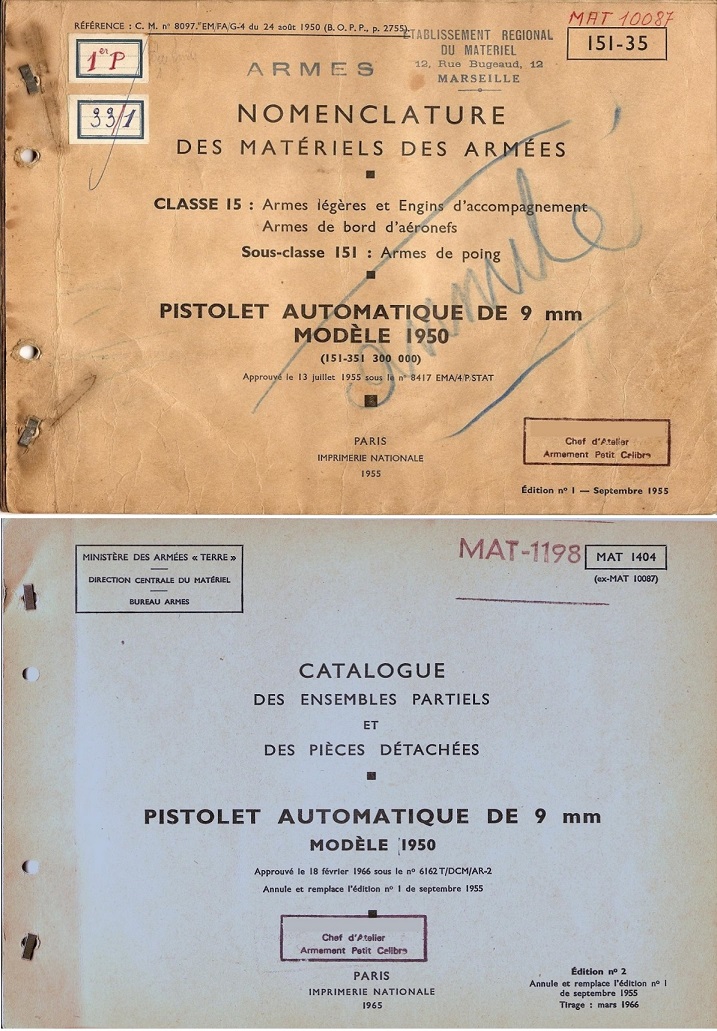 RÉFÉRENCE : C. M. n° 8097."EM/FA/G-4 du 24 août 1950 (B. O. P. P., p. 2755).
MAT 10087
151-35
ETABLISSEMENT REGIONAL
DU MATERIEL
12, Rue Bugeaud, 12
MARSEILLE
1er P
33/1
ARMES
NOMENCLATURE
DES MATÉRIELS DES ARMÉES
CLASSE 15 : Armes légères et Engins d'accompagnement
Armes de bord d'aéronefs
Sous-classe 151 : Armes de poing
annulé
PISTOLET AUTOMATIQUE DE 9 mm
MODÈLE 1950
(151-351 300 000)
Approuvé le 13 juillet 1955 sous le n° 8417 EMA/4/P/STAT
PARIS
IMPRIMERIE NATIONALE
1955
Chef d'Atelier
Armement Petit Calibre
Édition n° 1 — Septembre 1955
MINISTÈRE DES ARMÉES « TERRE »
DIRECTION CENTRALE DU MATÉRIEL
BUREAU ARMES
MAT-1198
MAT 1404
(ex-MAT 10087)
CATALOGUE
DES ENSEMBLES PARTIELS
ET
DES PIÈCES DÉTACHÉES
PISTOLET AUTOMATIQUE DE 9 mm
MODÈLE 1950
Approuvé le 18 février 1966 sous le n° 6162 T/DCM/AR-2
Annule et remplace l'édition n° 1 de septembre 1955
Chef d'Atelier
Armement Petit Calibre
PARIS
IMPRIMERIE NATIONALE
1965
Édition n° 2
Annule et remplace l'édition n° 1
de septembre 1955
Tirage : mars 1966